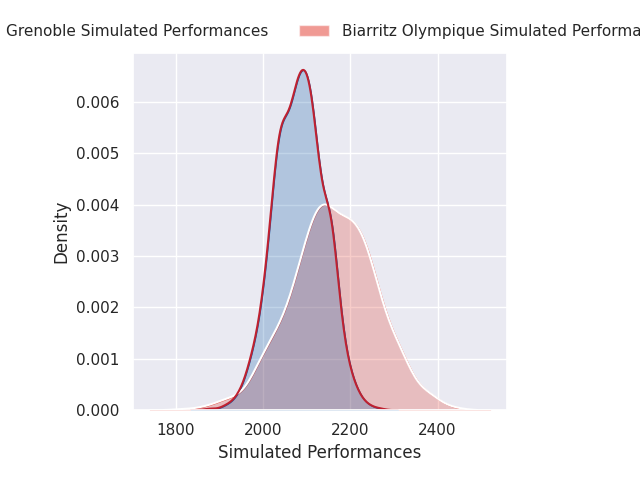 Grenoble Simulated Performances
Biarritz Olympique Simulated Performa
0.006
0.005
0.004
0.003
0.002
0.001
0.000
Density
1800 2000 2200 2400
Simulated Performances